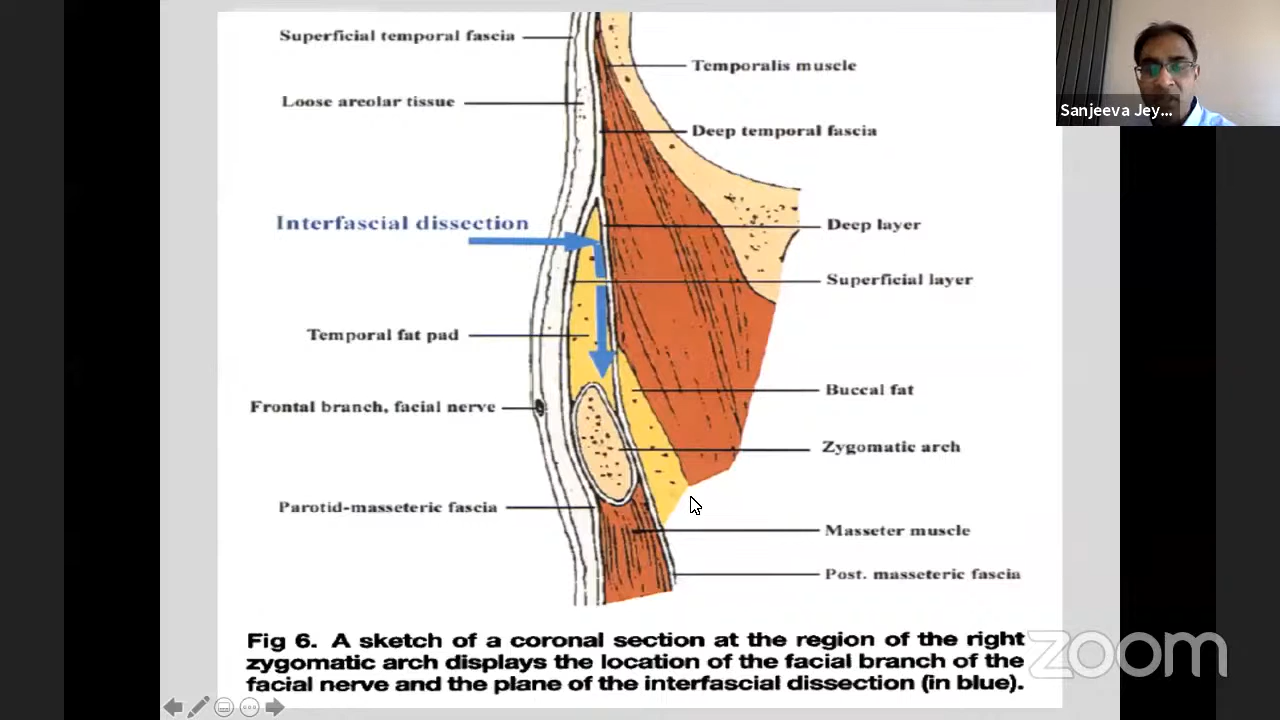 Superficial temporal fascia
Temporalis muscle
Loose areolar tissue
Deep temporal fascia
Interfascial dissection
Deep layer
Superficial layer
Temporal fat pad
Buccal fat
Frontal branch, facial nerve
Zygomatic arch
Parotid-masseteric fascia
Masseter muscle
Post. masseteric fascia
Fig 6. A sketch of a coronal section at the region of the right
zygomatic arch displays the location of the facial branch of the
facial nerve and the plane of the interfascial dissection (in blue).
Sanjeeva Jey...
zoom